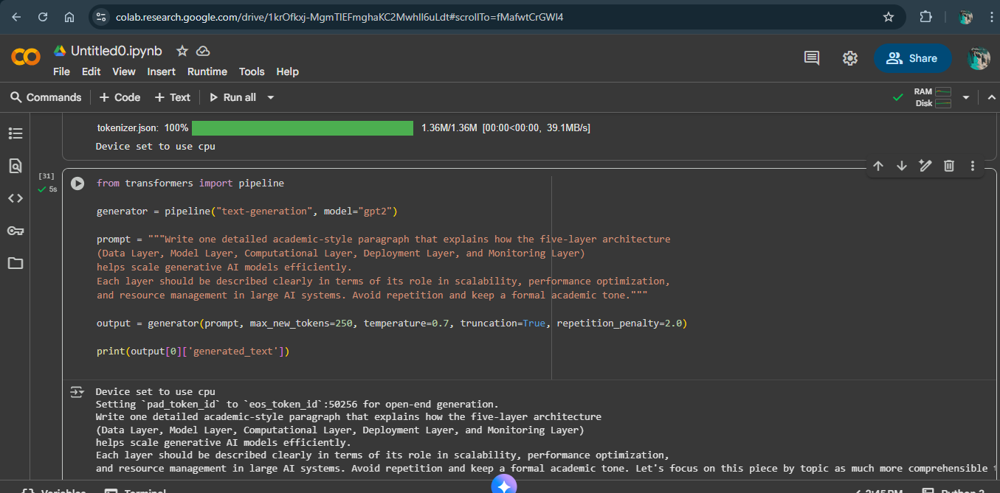 colab.research.google.com/drive/1krOfkxj-MgmTlEFmghaKC2Mwhll6uLdt#scrollTo=fMafwtCrGWl4
Untitled0.ipynb
File Edit View Insert Runtime Tools Help
Share
Commands + Code + Text Run all
RAM
Disk
tokenizer.json: 100% 1.36M/1.36M [00:00<00:00, 39.1MB/s]
Device set to use cpu
[31]
5s
from transformers import pipeline
generator = pipeline("text-generation", model="gpt2")
prompt = """Write one detailed academic-style paragraph that explains how the five-layer architecture
(Data Layer, Model Layer, Computational Layer, Deployment Layer, and Monitoring Layer)
helps scale generative AI models efficiently.
Each layer should be described clearly in terms of its role in scalability, performance optimization,
and resource management in large AI systems. Avoid repetition and keep a formal academic tone."""
output = generator(prompt, max_new_tokens=250, temperature=0.7, truncation=True, repetition_penalty=2.0)
print(output[0]['generated_text'])
Device set to use cpu
Setting `pad_token_id` to `eos_token_id`:50256 for open-end generation.
Write one detailed academic-style paragraph that explains how the five-layer architecture
(Data Layer, Model Layer, Computational Layer, Deployment Layer, and Monitoring Layer)
helps scale generative AI models efficiently.
Each layer should be described clearly in terms of its role in scalability, performance optimization,
and resource management in large AI systems. Avoid repetition and keep a formal academic tone. Let's focus on this piece by topic as much more comprehensible
Variables Terminal 2:45 PM Python 3